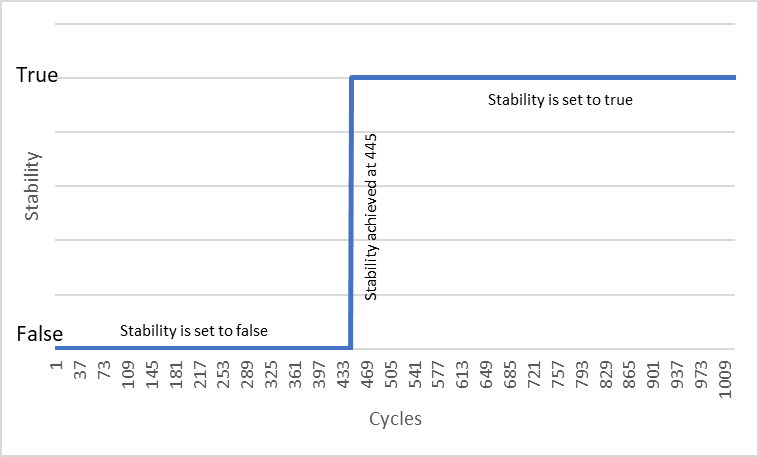 True
Stability is set to true
Stability achieved at 445
Stability
False
Stability is set to false
1 37 73 109 145 181 217 253 289 325 361 397 433 469 505 541 577 613 649 685 721 757 793 829 865 901 937 973 1009
Cycles